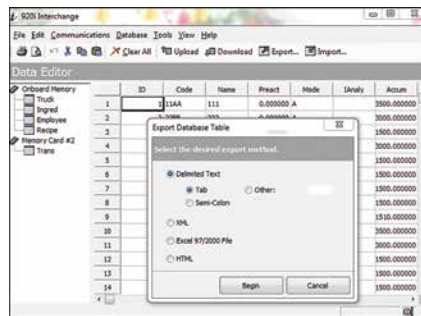 920i Interchange
File Edit Communications Database Tools View Help
Clear All Upload Download Export... Import...
Data Editor
Onboard Memory
Truck
Ingred
Employee
Recipe
Memory Card #2
Trans
ID Code Name Preact Mode IAnaly Accum
1 1 11AA 111 0.000000 A 3500.000000
2 3000.000000
3 1500.000000
4 3000.000000
5 1500.000000
6 1500.000000
7 1500.000000
8 1500.000000
9 1510.000000
10 3500.000000
11 3000.000000
12 1500.000000
13 1500.000000
14 1500.000000
Export Database Table
Select the desired export method.
Delimited Text
Tab Other:
Semi-Colon
XML
Excel 97/2000 File
HTML
Begin Cancel